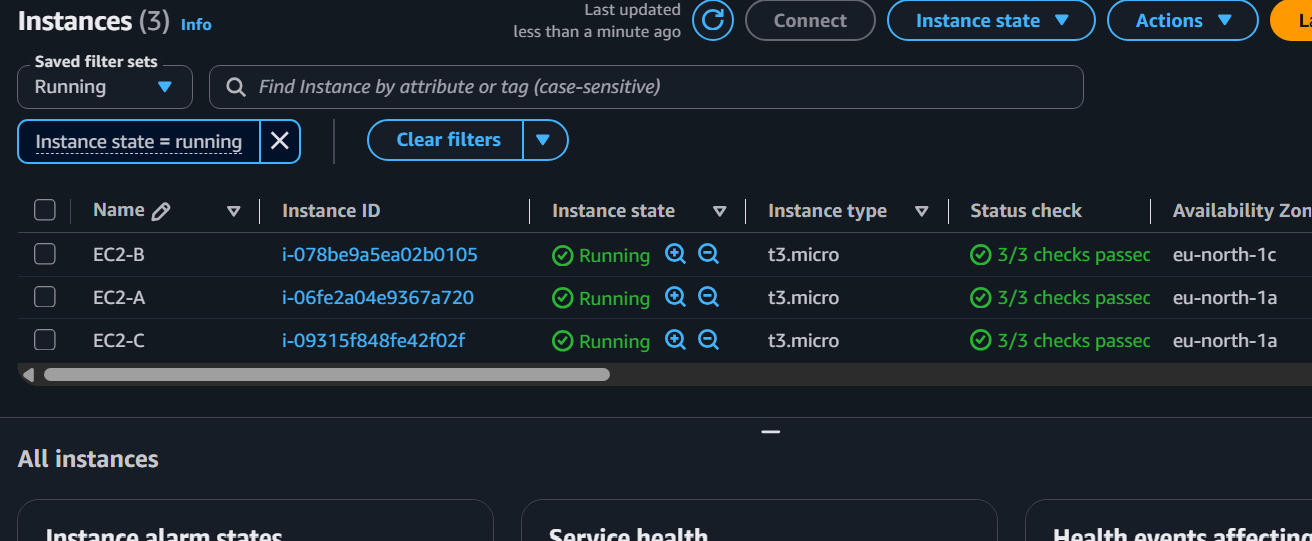 Instances (3) Info
Last updated
less than a minute ago
Connect
Instance state
Actions
Saved filter sets
Running
Find Instance by attribute or tag (case-sensitive)
Instance state = running
Clear filters
Name Instance ID Instance state Instance type Status check Availability Zon
EC2-B i-078be9a5ea02b0105 Running t3.micro 3/3 checks passec eu-north-1c
EC2-A i-06fe2a04e9367a720 Running t3.micro 3/3 checks passec eu-north-1a
EC2-C i-09315f848fe42f02f Running t3.micro 3/3 checks passec eu-north-1a
All instances
Instance alarm states
Service health
Health events affecting